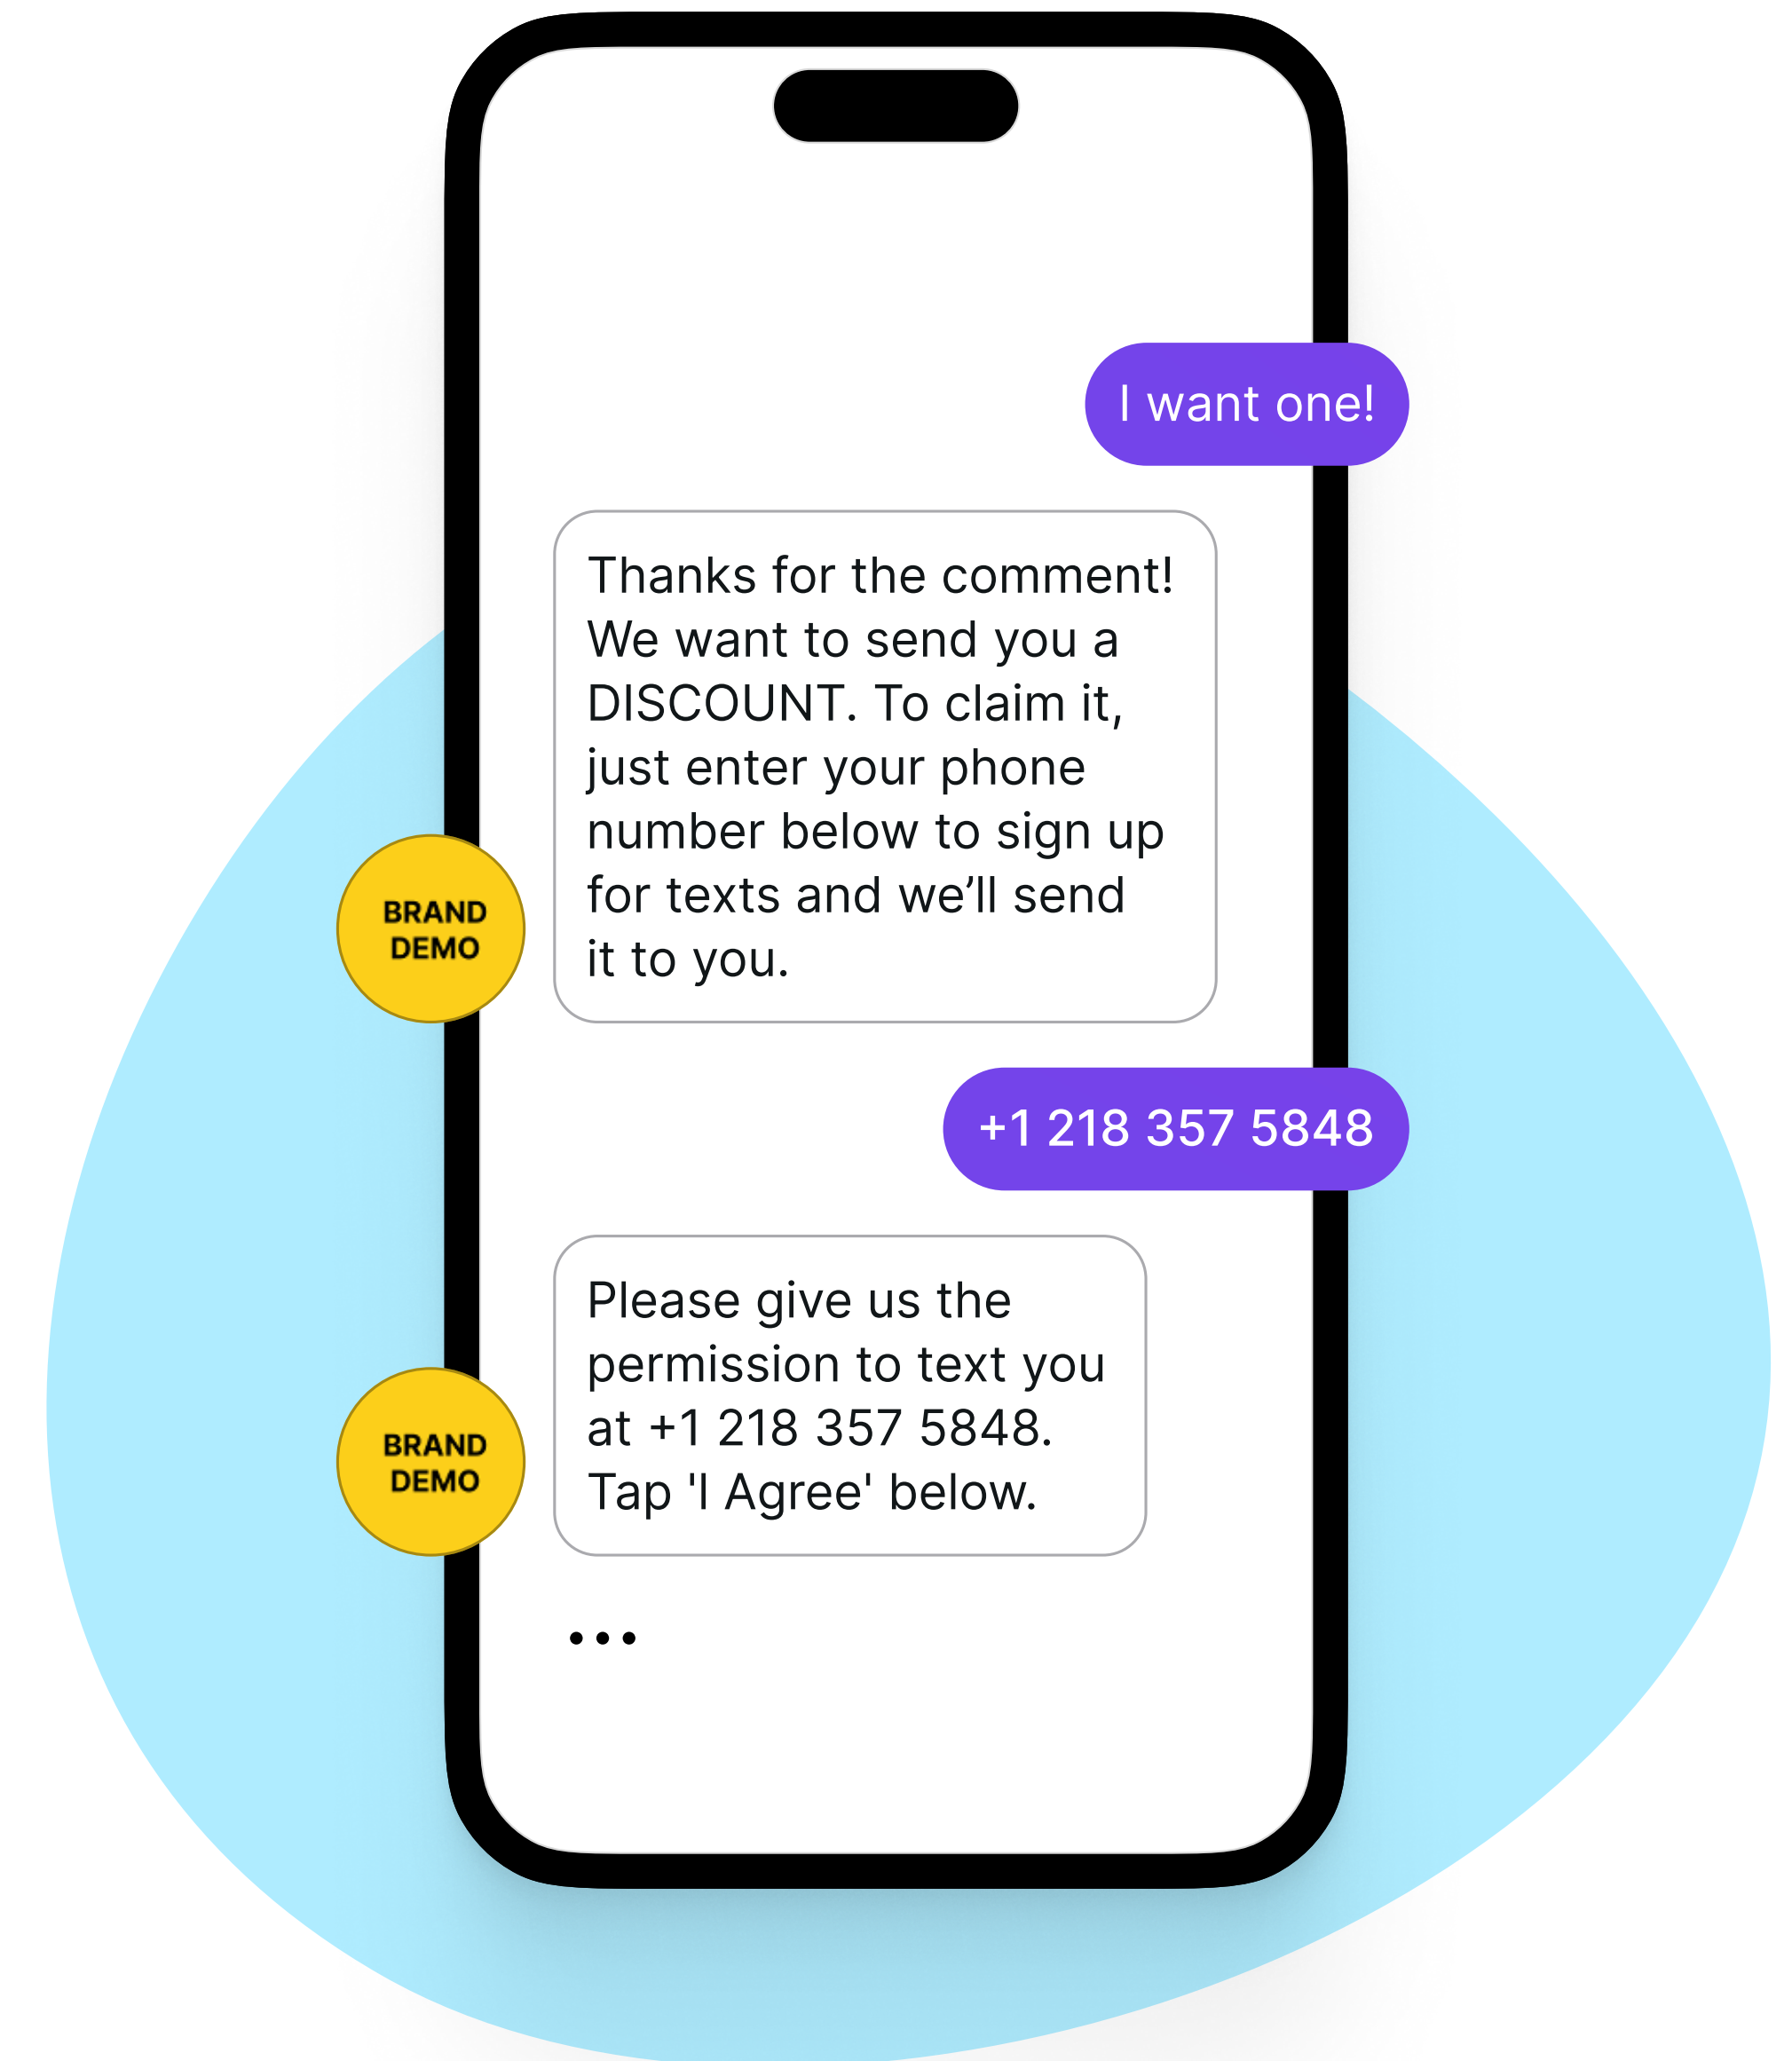 I want one!
Thanks for the comment!
We want to send you a
DISCOUNT. To claim it,
just enter your phone
number below to sign up
for texts and we’ll send
it to you.
BRAND
DEMO
+1 218 357 5848
Please give us the
permission to text you
at +1 218 357 5848.
Tap 'I Agree' below.
BRAND
DEMO